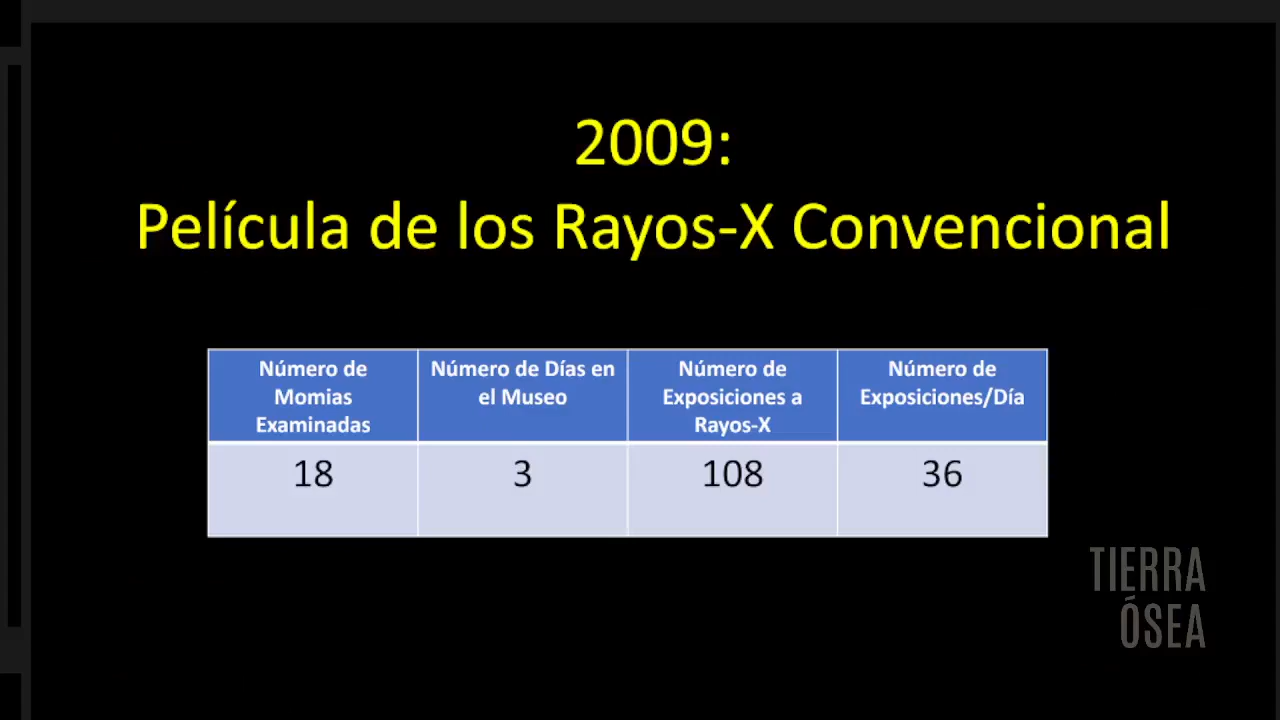 2009:
Película de los Rayos-X Convencional
Número de Momias Examinadas
Número de Días en el Museo
Número de Exposiciones a Rayos-X
Número de Exposiciones/Día
18
3
108
36
TIERRA
ÓSEA